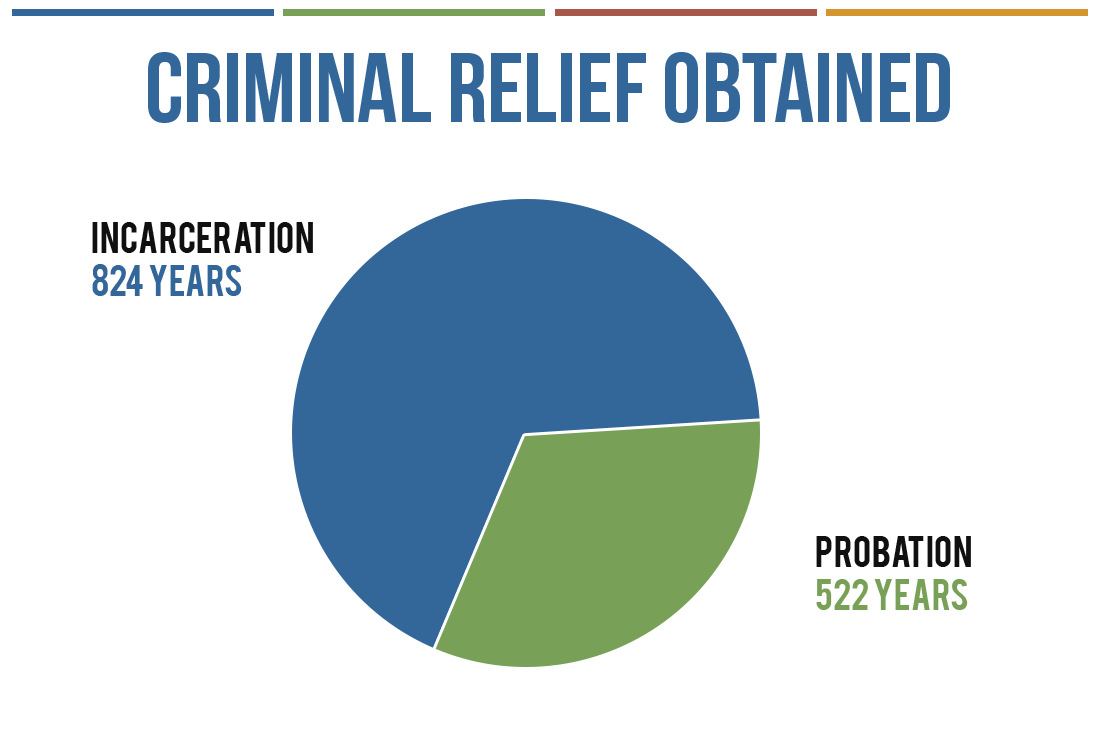 CRIMINAL RELIEF OBTAINED
INCARCERATION
824 YEARS
PROBATION
522 YEARS